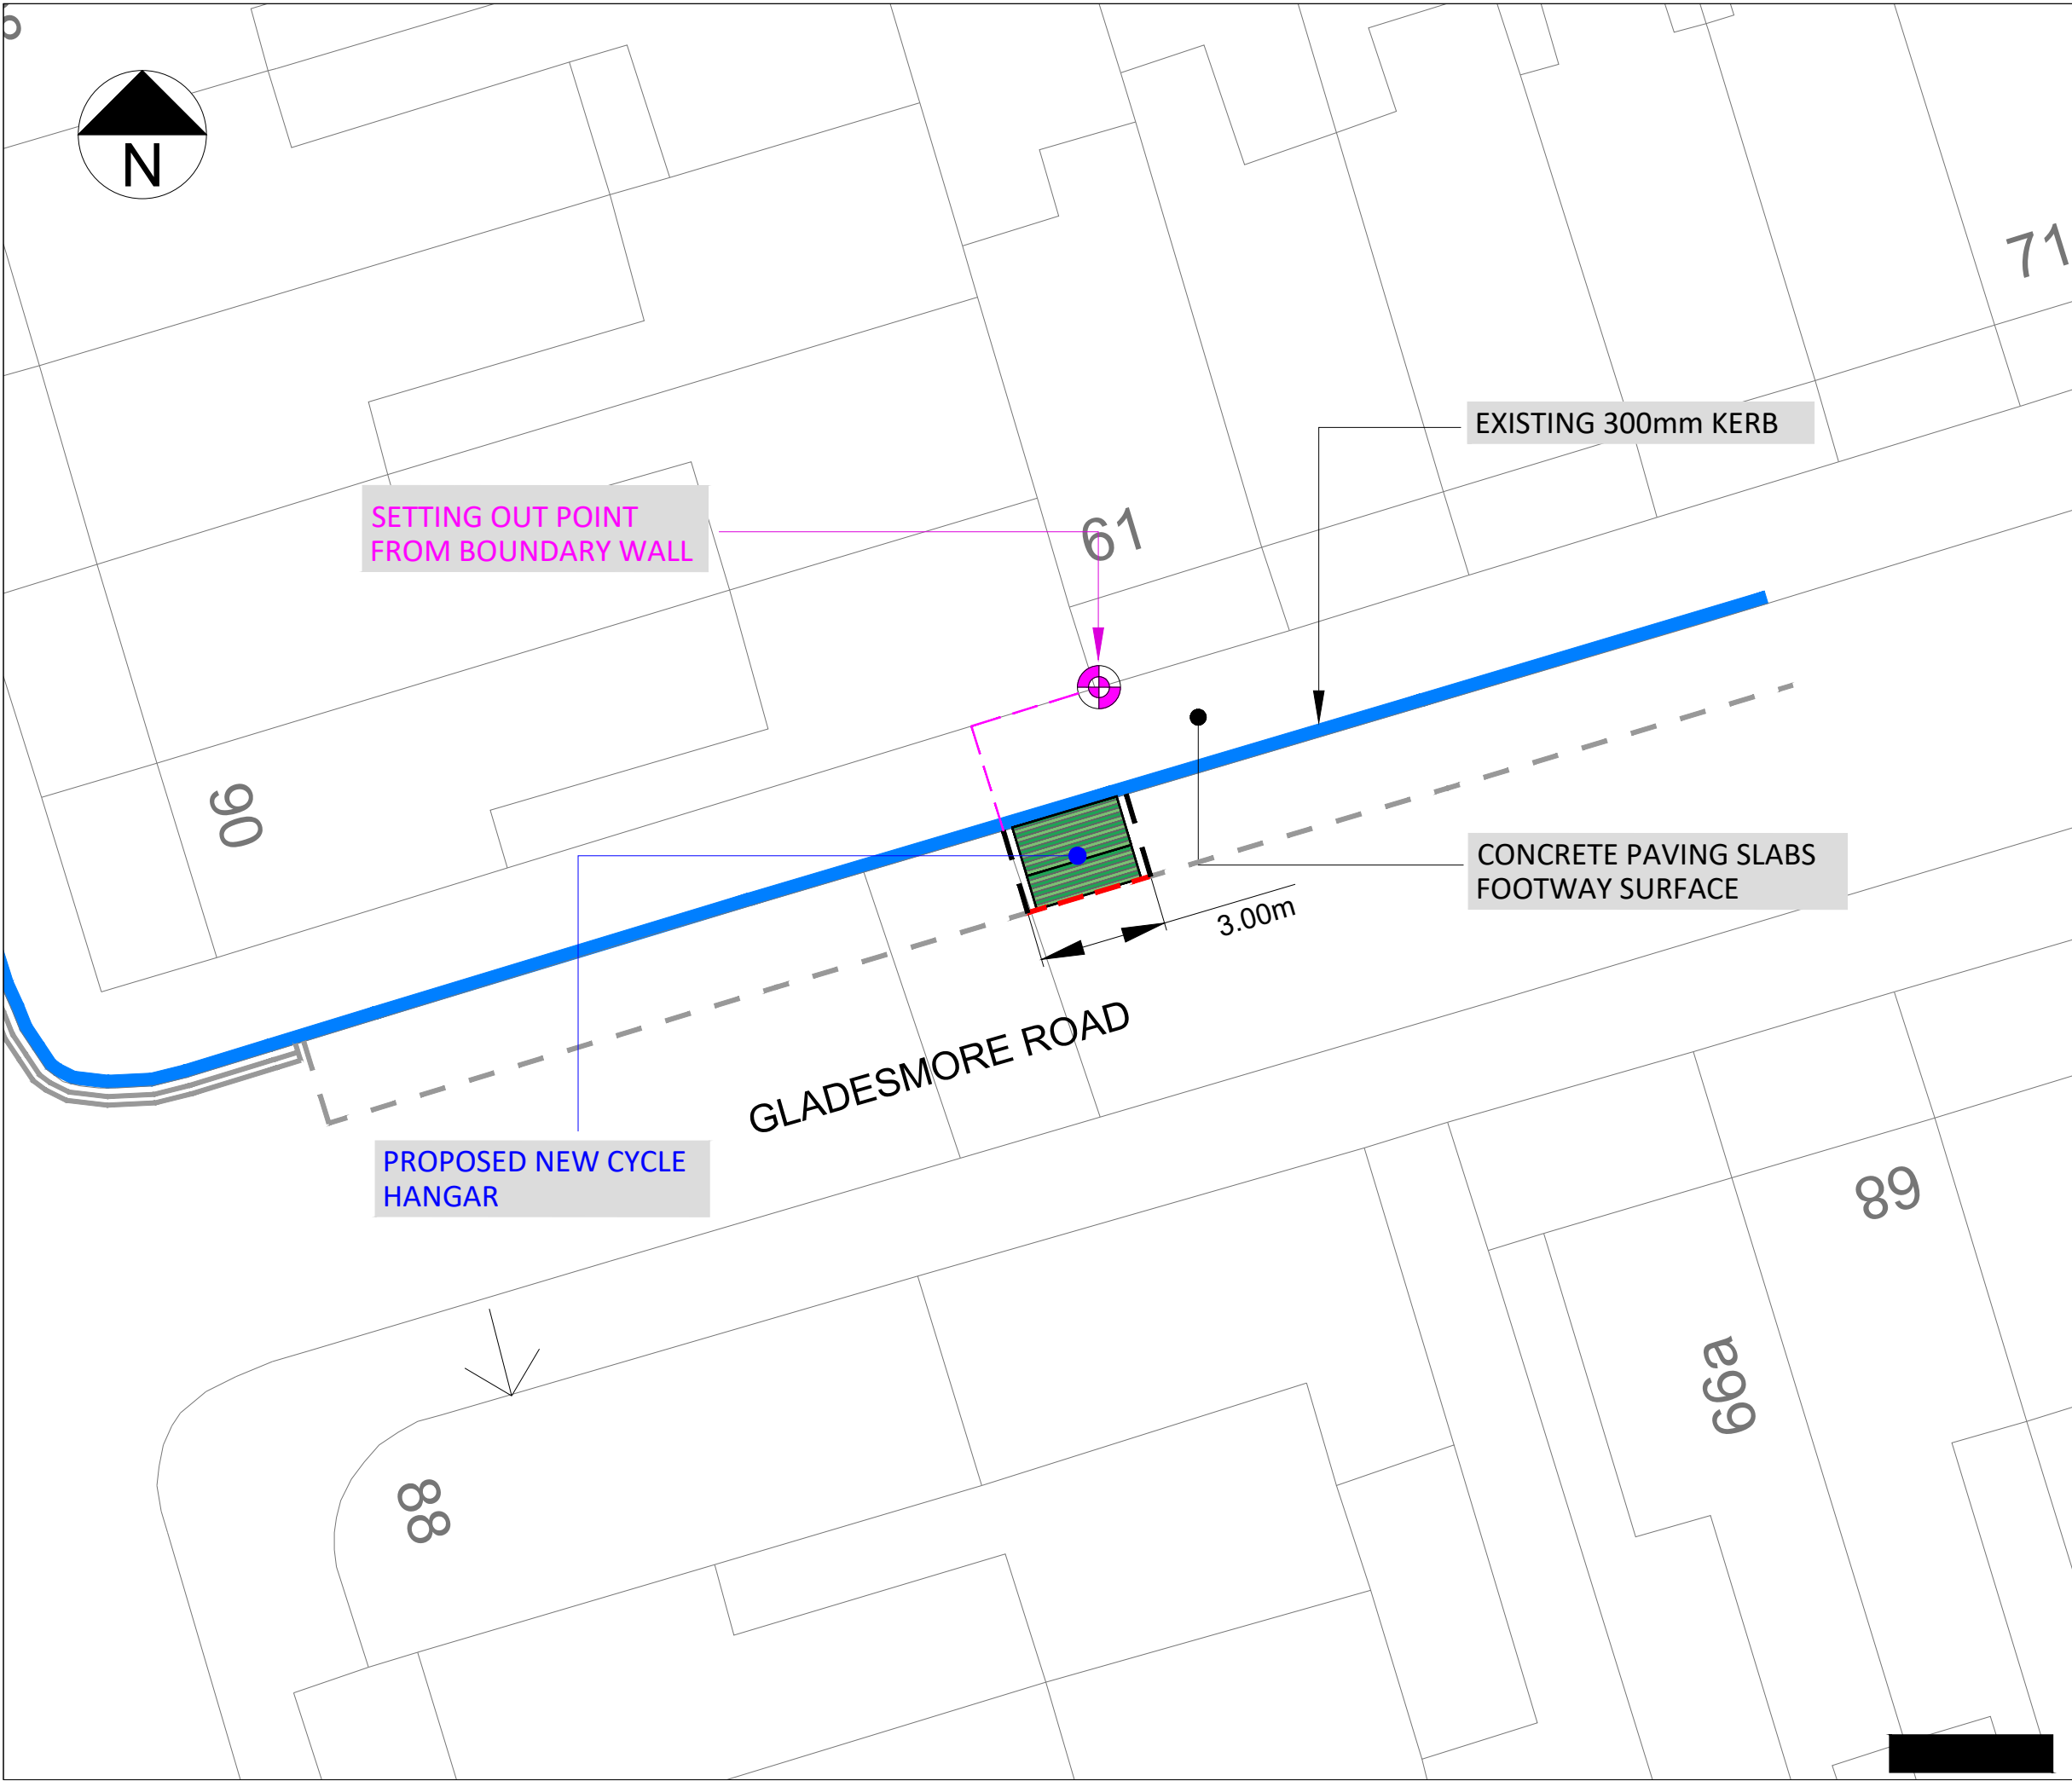 N
71
EXISTING 300mm KERB
SETTING OUT POINT
FROM BOUNDARY WALL
61
90
CONCRETE PAVING SLABS
FOOTWAY SURFACE
3.00m
GLADESMORE ROAD
PROPOSED NEW CYCLE
HANGAR
89
69a
88